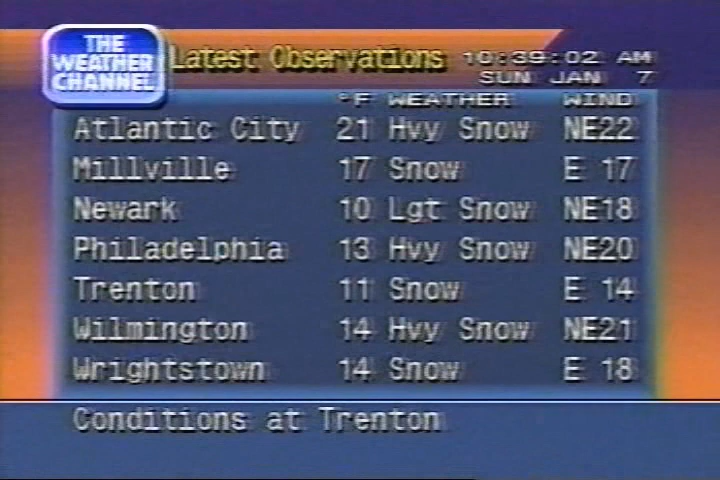 THE
WEATHER
CHANNEL
Latest Observations 10:39:02 AM
SUN JAN 7
°F WEATHER WIND
Atlantic City 21 Hvy Snow NE22
Millville 17 Snow E 17
Newark 10 Lgt Snow NE18
Philadelphia 13 Hvy Snow NE20
Trenton 11 Snow E 14
Wilmington 14 Hvy Snow NE21
Wrightstown 14 Snow E 18
Conditions at Trenton